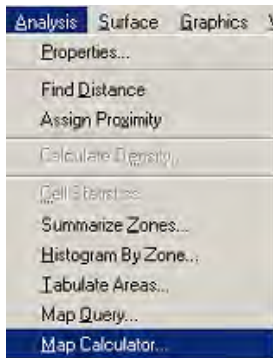 Analysis Surface Graphics
Properties...
Find Distance
Assign Proximity
Calculate Density...
Cell Statistics...
Summarize Zones...
Histogram By Zone...
Tabulate Areas...
Map Query...
Map Calculator...